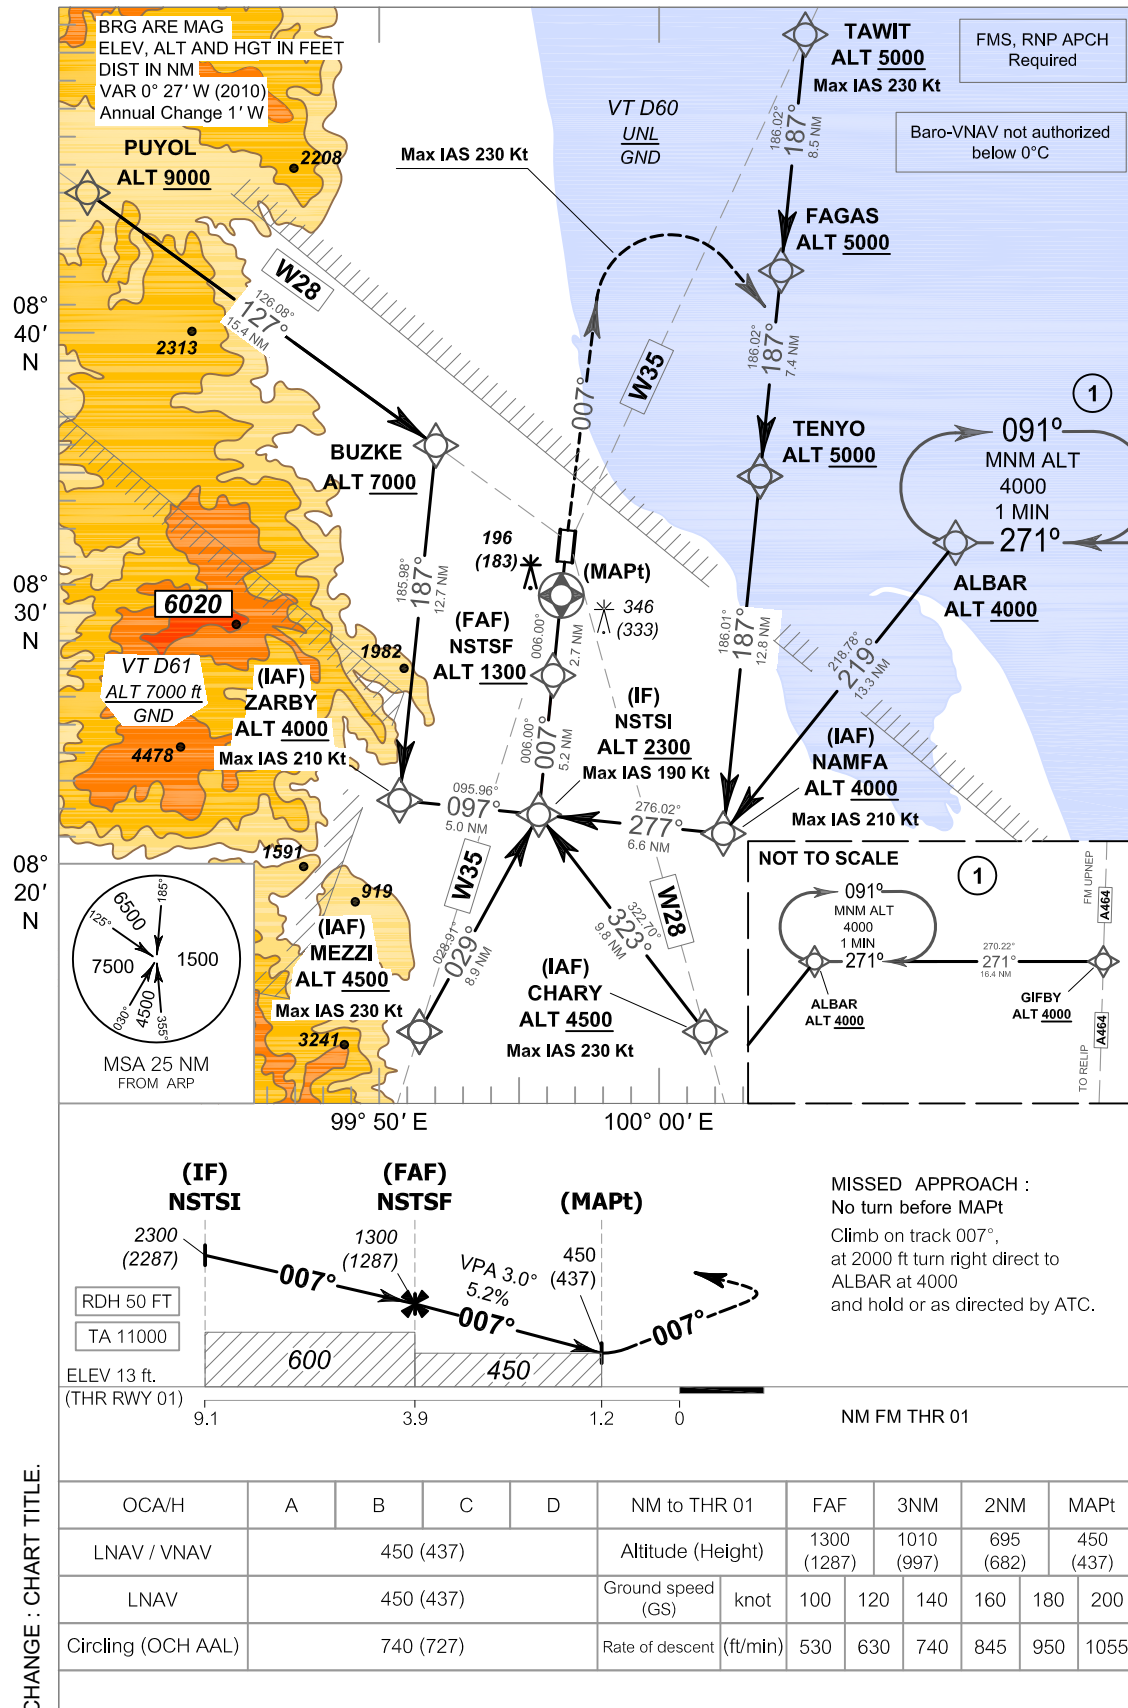 BRG ARE MAG
ELEV, ALT AND HGT IN FEET
DIST IN NM
VAR 0° 27' W (2010)
Annual Change 1' W
PUYOL
ALT 9000
2208
Max IAS 230 Kt
VT D60
UNL
GND
TAWIT
ALT 5000
Max IAS 230 Kt
FMS, RNP APCH
Required
Baro-VNAV not authorized
below 0°C
186.02°
187°
8.5 NM
FAGAS
ALT 5000
W28
126.08°
127°
15.4 NM
2313
08°
40'
N
W35
007°
186.02°
187°
7.4 NM
1
091°
MNM ALT
4000
1 MIN
271°
TENYO
ALT 5000
BUZKE
ALT 7000
196
(183)
(MAPt)
346
(333)
ALBAR
ALT 4000
08°
30'
N
6020
185.98°
187°
12.7 NM
(FAF)
NSTSF
ALT 1300
006.00°
2.7 NM
186.01°
187°
12.8 NM
218.78°
219°
13.3 NM
VT D61
ALT 7000 ft
GND
1982
(IAF)
ZARBY
ALT 4000
Max IAS 210 Kt
4478
(IF)
NSTSI
ALT 2300
Max IAS 190 Kt
006.00°
007°
5.2 NM
(IAF)
NAMFA
ALT 4000
Max IAS 210 Kt
095.96°
097°
5.0 NM
276.02°
277°
6.6 NM
08°
20'
N
1591
919
W35
W28
(IAF)
MEZZI
ALT 4500
Max IAS 230 Kt
3241
028.91°
029°
8.9 NM
322.70°
323°
9.8 NM
(IAF)
CHARY
ALT 4500
Max IAS 230 Kt
6500
125°
185°
7500
1500
030°
4500
355°
MSA 25 NM
FROM ARP
NOT TO SCALE
1
091°
MNM ALT
4000
1 MIN
271°
ALBAR
ALT 4000
270.22°
271°
16.4 NM
GIFBY
ALT 4000
FM UPNEP
A464
A464
TO RELIP
99° 50' E
100° 00' E
(IF)
NSTSI
(FAF)
NSTSF
(MAPt)
2300
(2287)
1300
(1287)
450
(437)
007°
VPA 3.0°
5.2%
007°
007°
RDH 50 FT
TA 11000
600
450
ELEV 13 ft.
(THR RWY 01)
9.1
3.9
1.2
0
NM FM THR 01
MISSED APPROACH :
No turn before MAPt
Climb on track 007°,
at 2000 ft turn right direct to
ALBAR at 4000
and hold or as directed by ATC.
CHANGE : CHART TITLE.
OCA/H A B C D
LNAV / VNAV 450 (437)
LNAV 450 (437)
Circling (OCH AAL) 740 (727)
NM to THR 01 FAF 3NM 2NM MAPt
Altitude (Height) 1300 (1287) 1010 (997) 695 (682) 450 (437)
Ground speed (GS) knot 100 120 140 160 180 200
Rate of descent (ft/min) 530 630 740 845 950 1055